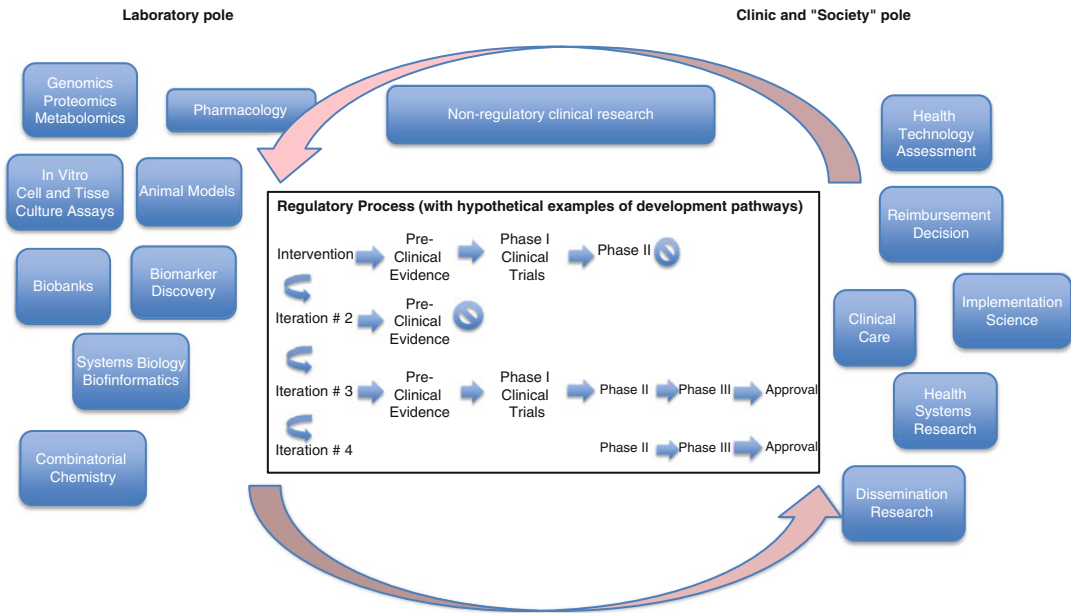 Laboratory pole
Clinic and "Society" pole
Genomics
Proteomics
Metabolomics
Pharmacology
Non-regulatory clinical research
Health
Technology
Assessment
In Vitro
Cell and Tisse
Culture Assays
Animal Models
Reimbursement
Decision
Biobanks
Biomarker
Discovery
Implementation
Science
Clinical
Care
Systems Biology
Biofinformatics
Health
Systems
Research
Combinatorial
Chemistry
Dissemination
Research
Regulatory Process (with hypothetical examples of development pathways)
Intervention
Pre-
Clinical
Evidence
Phase I
Clinical
Trials
Phase II
Iteration # 2
Pre-
Clinical
Evidence
Iteration # 3
Pre-
Clinical
Evidence
Phase I
Clinical
Trials
Phase II
Phase III
Approval
Iteration # 4
Phase II
Phase III
Approval